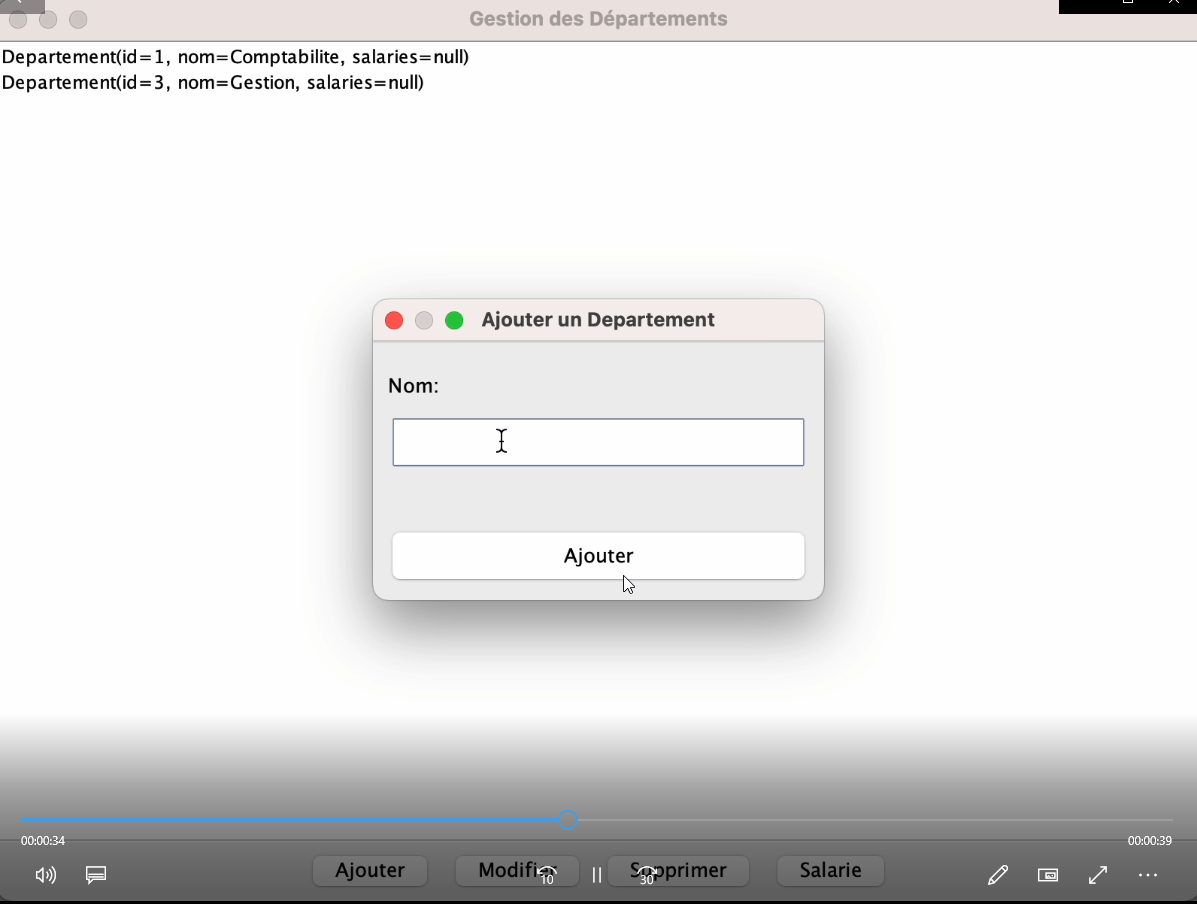 Gestion des Départements
Departement(id=1, nom=Comptabilite, salaries=null)
Departement(id=3, nom=Gestion, salaries=null)
Ajouter un Departement
Nom:
Ajouter
00:00:34
00:00:39
Ajouter
Modifier
10
30
Supprimer
Salarie